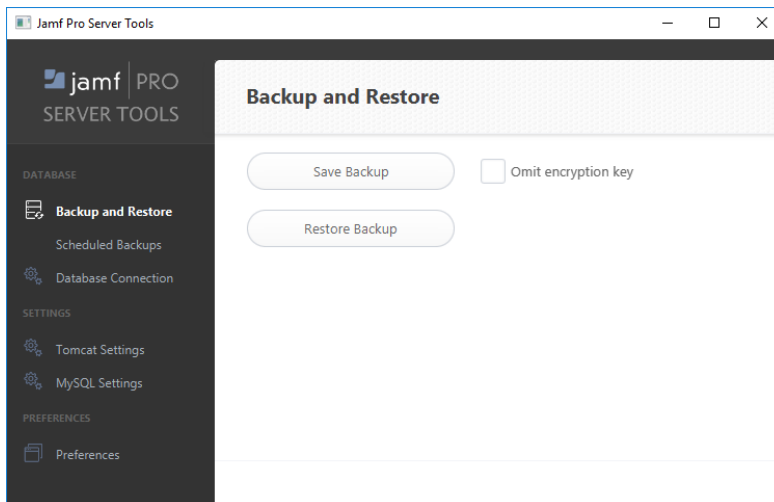 Jamf Pro Server Tools
jamf PRO
SERVER TOOLS
DATABASE
Backup and Restore
Scheduled Backups
Database Connection
SETTINGS
Tomcat Settings
MySQL Settings
PREFERENCES
Preferences
Backup and Restore
Save Backup
Omit encryption key
Restore Backup